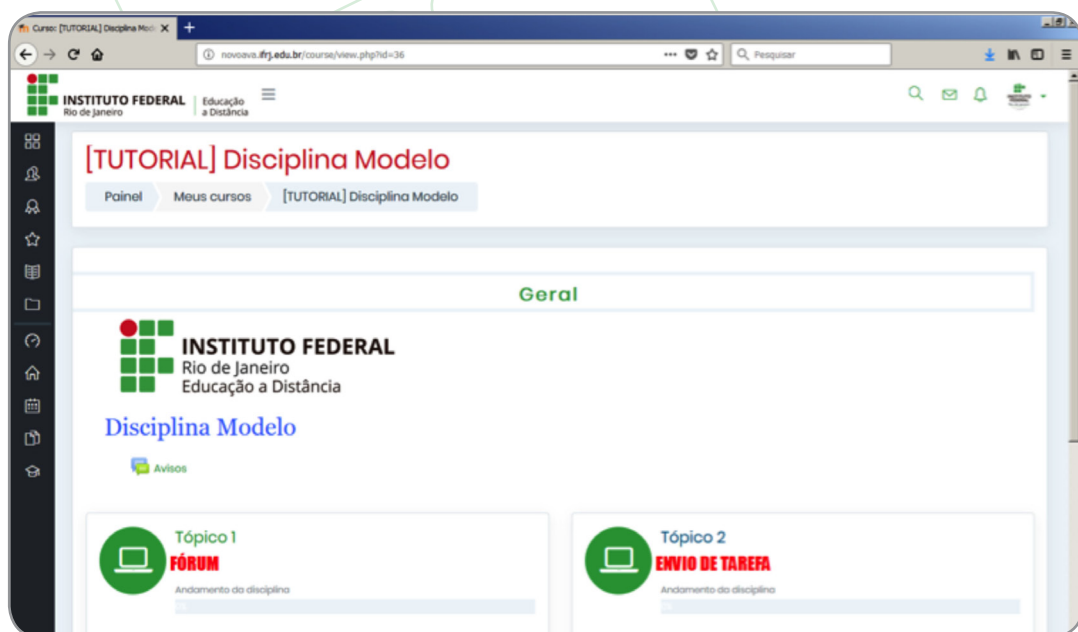 Curso: [TUTORIAL] Disciplina Mod
novoava.ifrj.edu.br/course/view.php?id=36
Pesquisar
INSTITUTO FEDERAL
Rio de Janeiro
Educação
a Distância
[TUTORIAL] Disciplina Modelo
Painel Meus cursos [TUTORIAL] Disciplina Modelo
Geral
INSTITUTO FEDERAL
Rio de Janeiro
Educação a Distância
Disciplina Modelo
Avisos
Tópico 1
FÓRUM
Andamento da disciplina
Tópico 2
ENVIO DE TAREFA
Andamento da disciplina